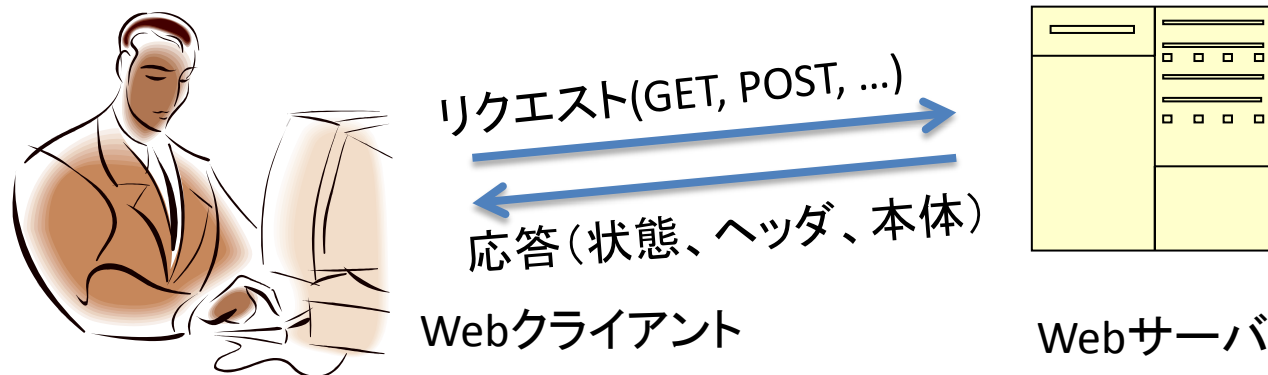 リクエスト(GET, POST, ...)
応答(状態、ヘッダ、本体)
Webクライアント
Webサーバ